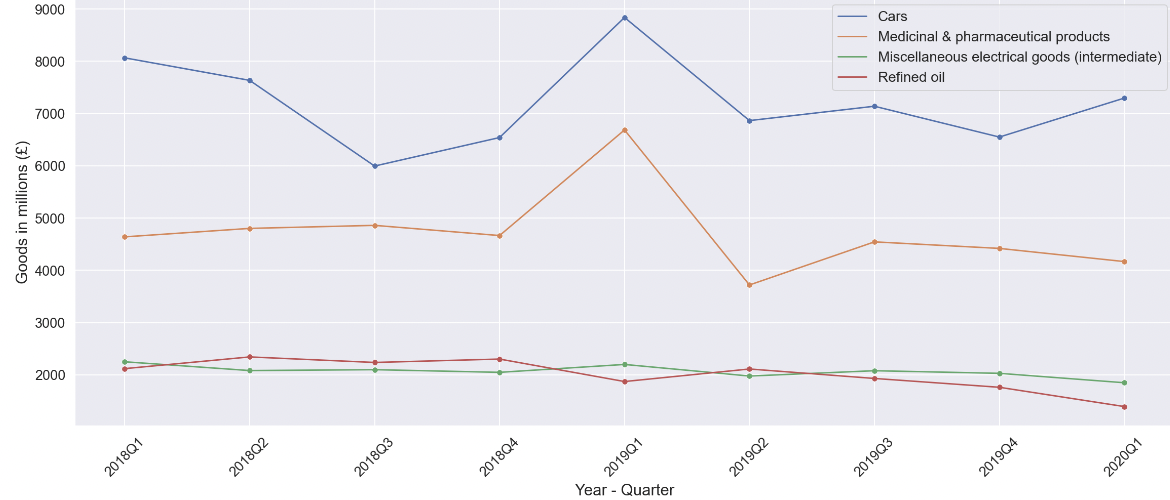 9000
8000
7000
6000
5000
4000
3000
2000
Goods in millions (£)
Cars
Medicinal & pharmaceutical products
Miscellaneous electrical goods (intermediate)
Refined oil
2018Q1
2018Q2
2018Q3
2018Q4
2019Q1
2019Q2
2019Q3
2019Q4
2020Q1
Year - Quarter